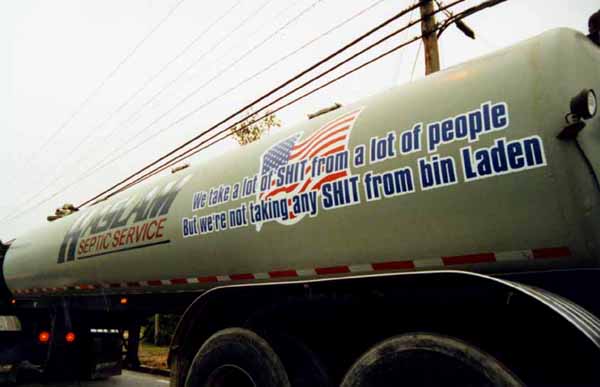 HASLAM
SEPTIC SERVICE
We take a lot of SHIT from a lot of people
But we're not taking any SHIT from bin Laden